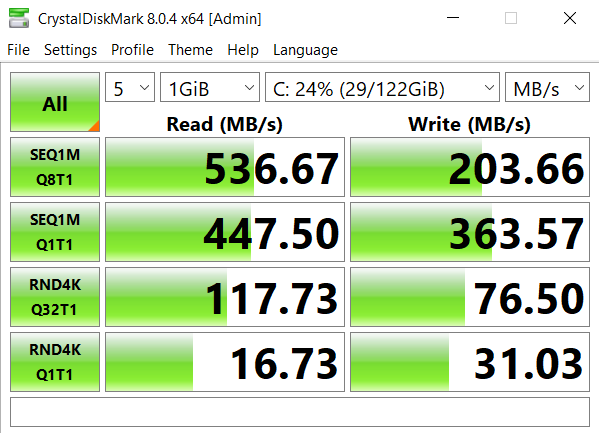 CrystalDiskMark 8.0.4 x64 [Admin]
File Settings Profile Theme Help Language
All 5 1GiB C: 24% (29/122GiB) MB/s
Read (MB/s) Write (MB/s)
SEQ1M
Q8T1 536.67 203.66
SEQ1M
Q1T1 447.50 363.57
RND4K
Q32T1 117.73 76.50
RND4K
Q1T1 16.73 31.03